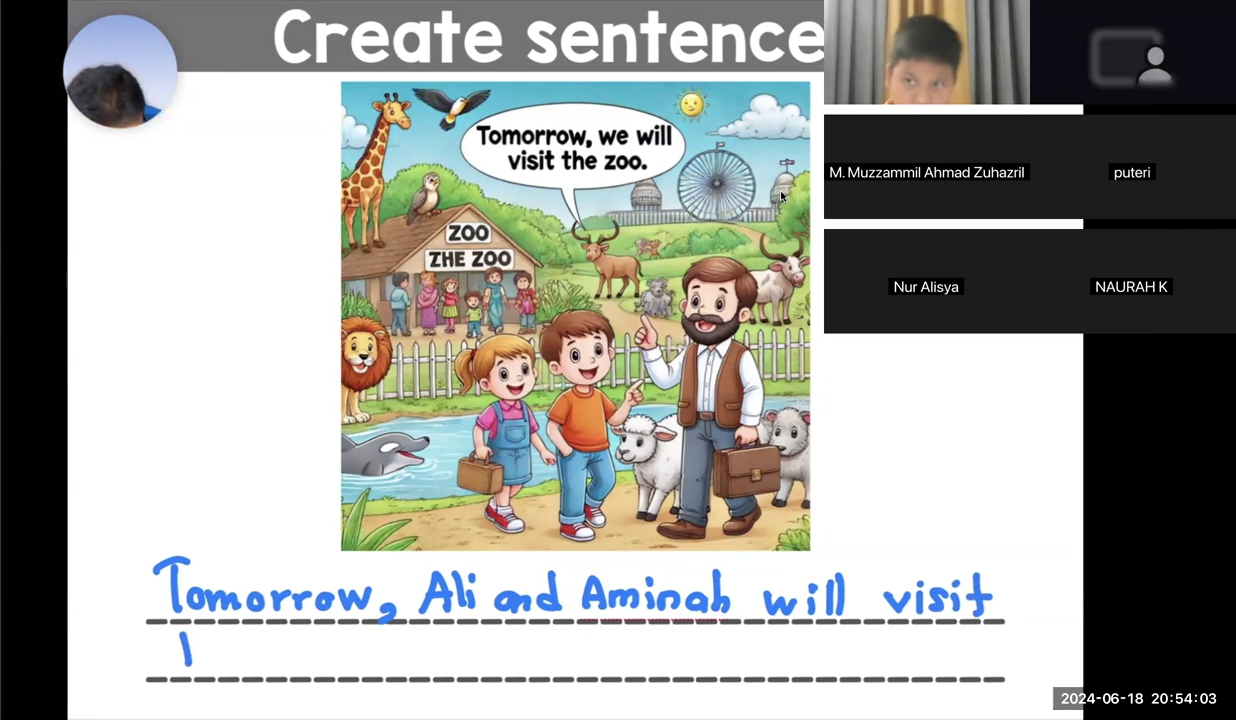 Create sentence
Tomorrow, we will
visit the zoo.
ZOO
ZHE ZOO
M. Muzzammil Ahmad Zuhazril
puteri
Nur Alisya
NAURAH K
Tomorrow, Ali and Aminah will visit
2024-06-18 20:54:03